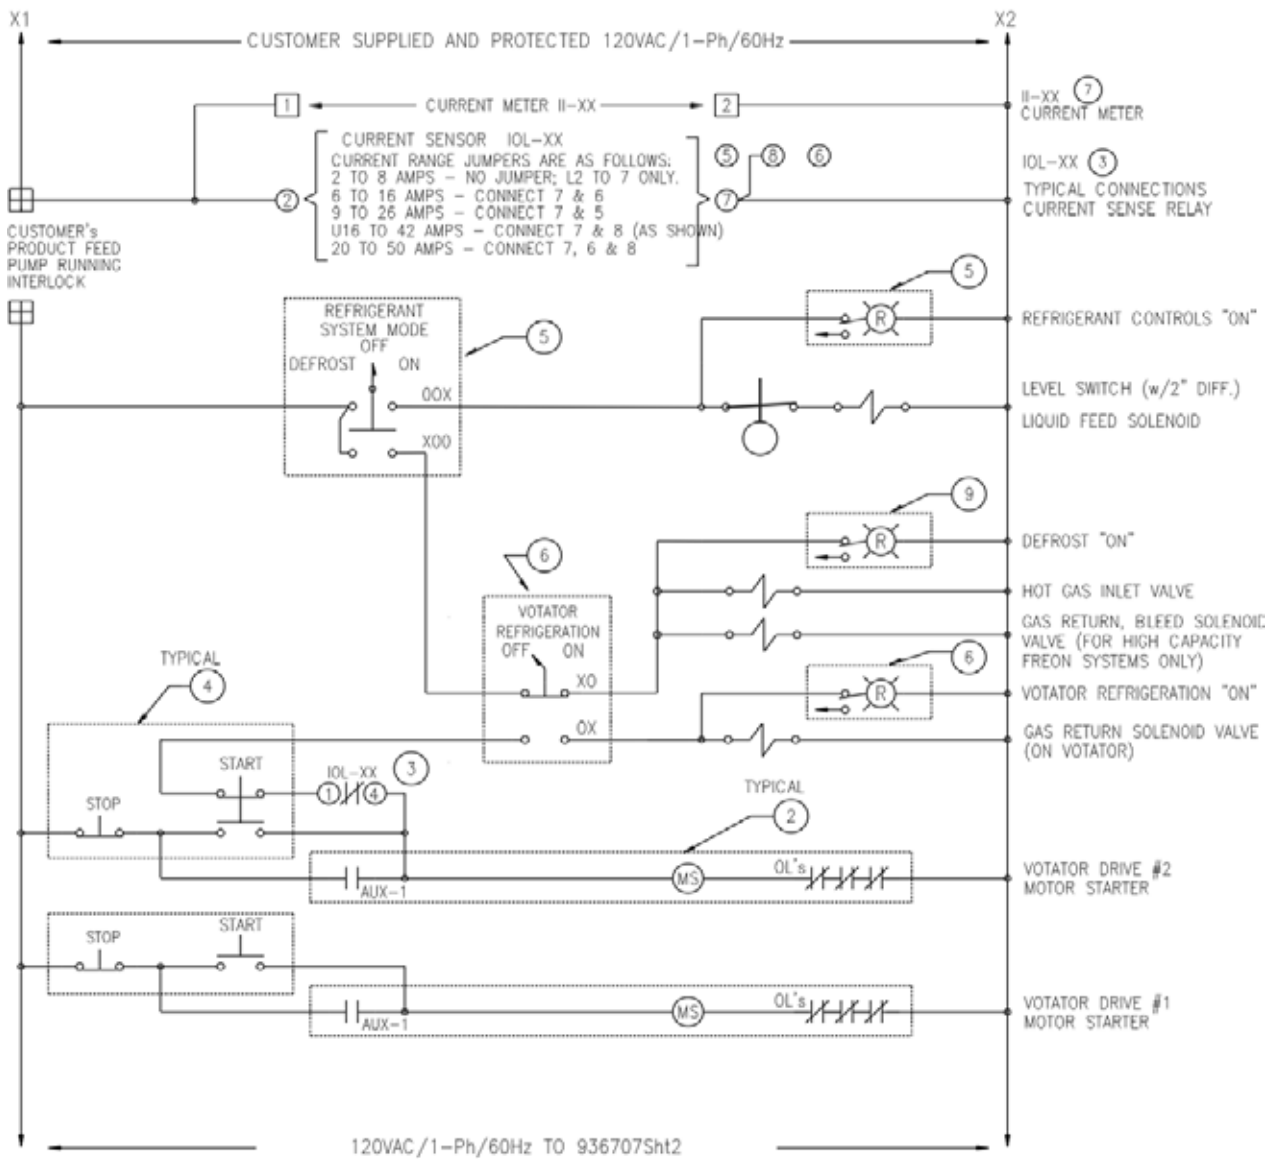 X1
X2
CUSTOMER SUPPLIED AND PROTECTED 120VAC/1-Ph/60Hz
1
CURRENT METER II-XX
2
II-XX 7
CURRENT METER
CURRENT SENSOR IOL-XX
CURRENT RANGE JUMPERS ARE AS FOLLOWS:
2 TO 8 AMPS - NO JUMPER; L2 TO 7 ONLY.
6 TO 16 AMPS - CONNECT 7 & 6
9 TO 26 AMPS - CONNECT 7 & 5
U16 TO 42 AMPS - CONNECT 7 & 8 (AS SHOWN)
20 TO 50 AMPS - CONNECT 7, 6 & 8
2
5 8 6
7
IOL-XX 3
TYPICAL CONNECTIONS
CURRENT SENSE RELAY
CUSTOMER's
PRODUCT FEED
PUMP RUNNING
INTERLOCK
REFRIGERANT
SYSTEM MODE
OFF
DEFROST ON
OOX
XOO
5
5
R
REFRIGERANT CONTROLS "ON"
LEVEL SWITCH (w/2" DIFF.)
LIQUID FEED SOLENOID
9
R
DEFROST "ON"
HOT GAS INLET VALVE
GAS RETURN, BLEED SOLENOID
VALVE (FOR HIGH CAPACITY
FREON SYSTEMS ONLY)
6
VOTATOR
REFRIGERATION
OFF ON
XO
OX
6
R
VOTATOR REFRIGERATION "ON"
GAS RETURN SOLENOID VALVE
(ON VOTATOR)
TYPICAL
4
START
STOP
IOL-XX 3
1 4
TYPICAL
2
AUX-1
MS
OL's
VOTATOR DRIVE #2
MOTOR STARTER
STOP
START
AUX-1
MS
OL's
VOTATOR DRIVE #1
MOTOR STARTER
120VAC/1-Ph/60Hz TO 936707Sht2